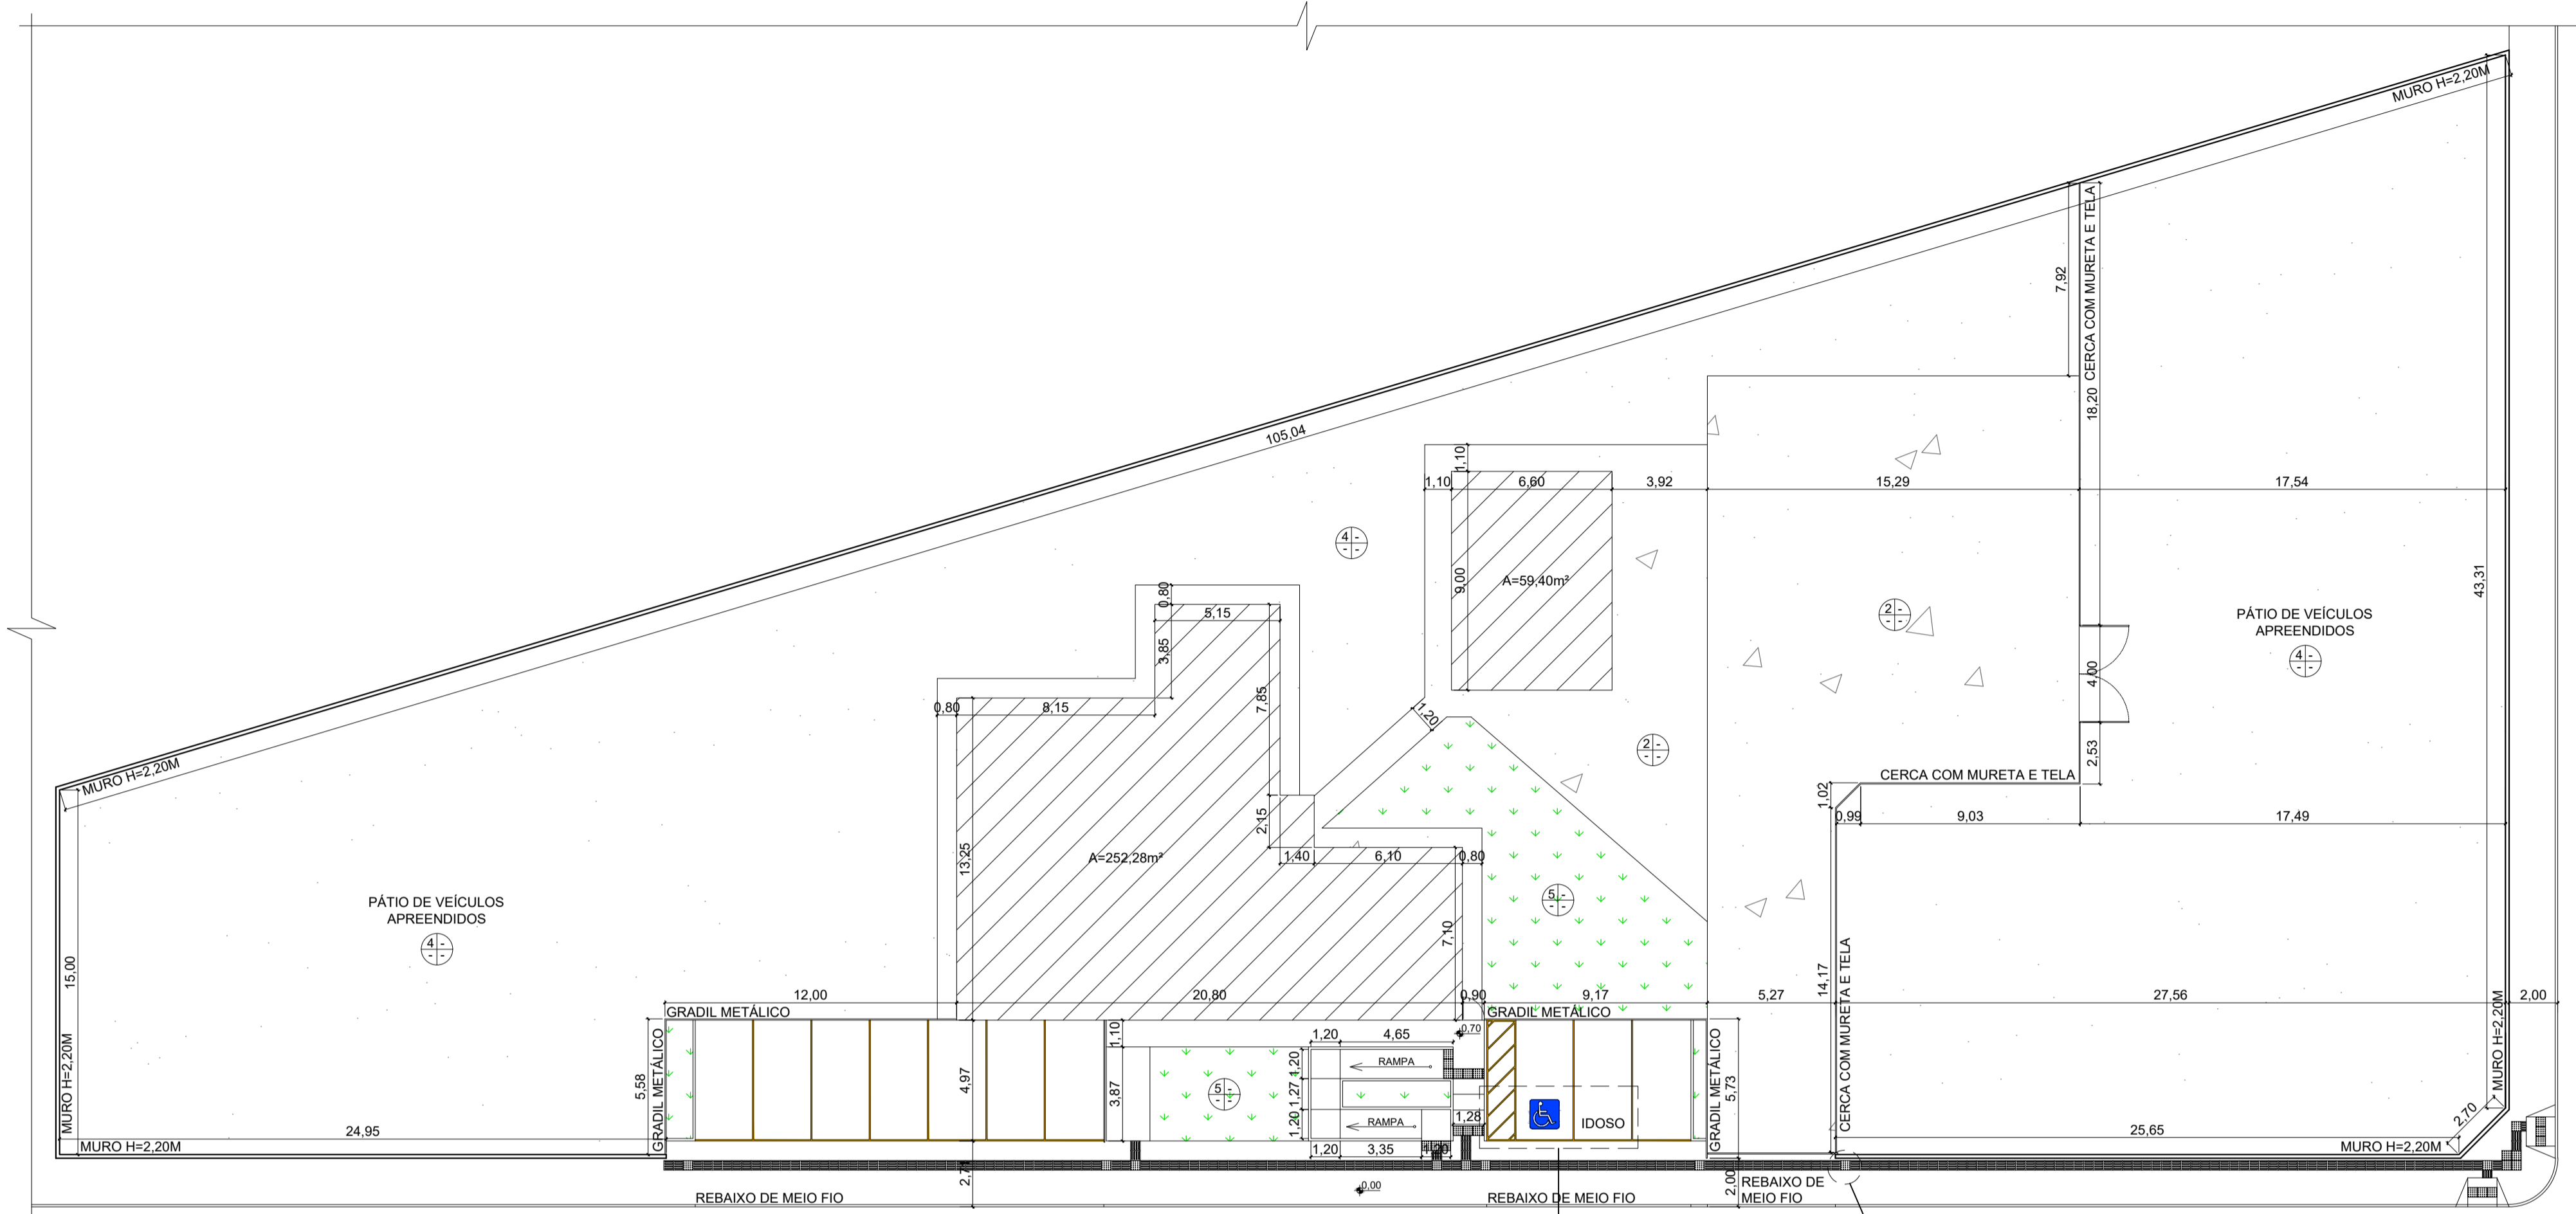 MURO H=2,20M
7,92
CERCA COM MURETA E TELA
18,20
105,04
1,10
1,10
6,60
3,92
15,29
17,54
4 -
- -
9,00
A=59,40m²
43,31
0,80
5,15
3,85
2 -
- -
PÁTIO DE VEÍCULOS
APREENDIDOS
4 -
- -
4,00
7,85
0,80
8,15
1,20
2 -
- -
2,53
MURO H=2,20M
CERCA COM MURETA E TELA
1,02
0,99
9,03
17,49
2,15
13,25
A=252,28m²
1,40
6,10
0,80
PÁTIO DE VEÍCULOS
APREENDIDOS
4 -
- -
5 -
- -
7,10
15,00
14,17
CERCA COM MURETA E TELA
12,00
20,80
0,90
9,17
5,27
27,56
2,00
GRADIL METÁLICO
GRADIL METÁLICO
MURO H=2,20M
MURO H=2,20M
5,58
GRADIL METÁLICO
4,97
1,10
3,87
5 -
- -
1,20
4,65
0,70
RAMPA
1,20
1,27
1,20
RAMPA
1,28
IDOSO
GRADIL METÁLICO
5,73
2,70
24,95
25,65
MURO H=2,20M
MURO H=2,20M
1,20
3,35
1,20
2,71
0,00
2,00
REBAIXO DE MEIO FIO
REBAIXO DE MEIO FIO
REBAIXO DE
MEIO FIO